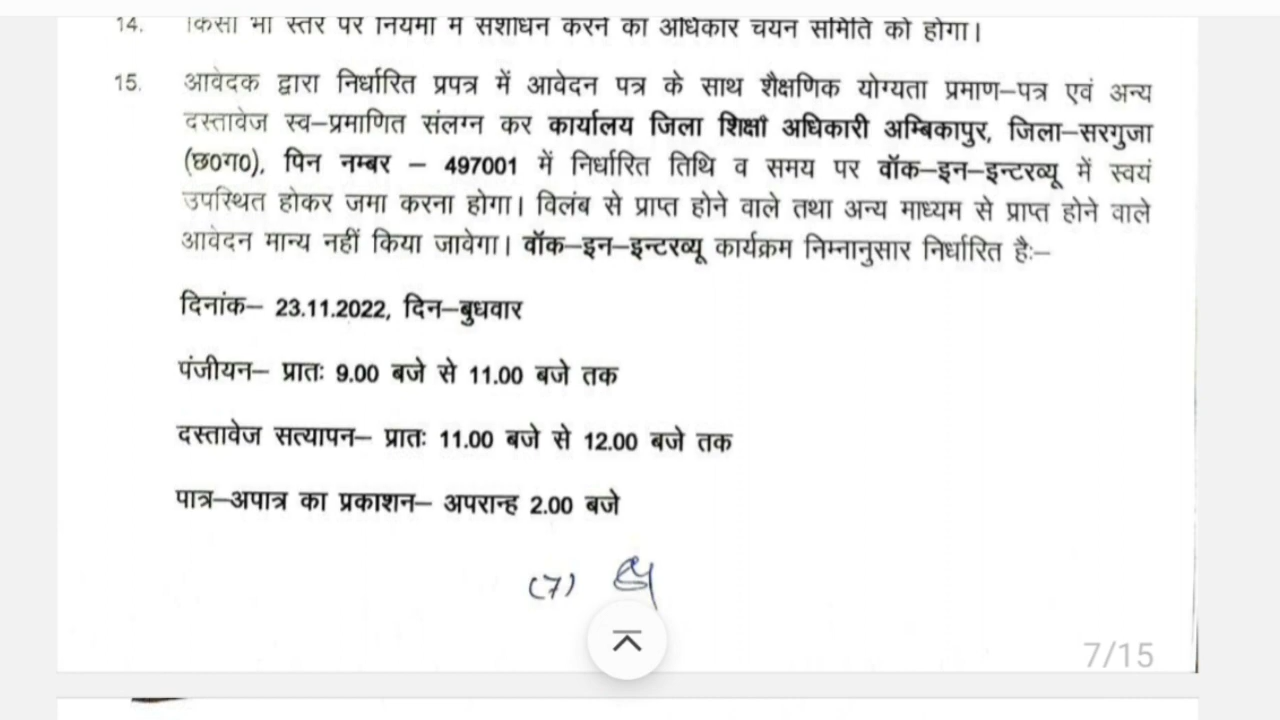 14. किसी भी स्तर पर नियमों में संशोधन करने का अधिकार चयन समिति को होगा।
15. आवेदक द्वारा निर्धारित प्रपत्र में आवेदन पत्र के साथ शैक्षणिक योग्यता प्रमाण–पत्र एवं अन्य
दस्तावेज स्व–प्रमाणित संलग्न कर कार्यालय जिला शिक्षा अधिकारी अम्बिकापुर, जिला–सरगुजा
(छ0ग0), पिन नम्बर – 497001 में निर्धारित तिथि व समय पर वॉक–इन–इन्टरव्यू में स्वयं
उपस्थित होकर जमा करना होगा। विलंब से प्राप्त होने वाले तथा अन्य माध्यम से प्राप्त होने वाले
आवेदन मान्य नहीं किया जावेगा। वॉक–इन–इन्टरव्यू कार्यक्रम निम्नानुसार निर्धारित है:–
दिनांक– 23.11.2022, दिन–बुधवार
पंजीयन– प्रातः 9.00 बजे से 11.00 बजे तक
दस्तावेज सत्यापन– प्रातः 11.00 बजे से 12.00 बजे तक
पात्र–अपात्र का प्रकाशन– अपरान्ह 2.00 बजे
(7)
7/15